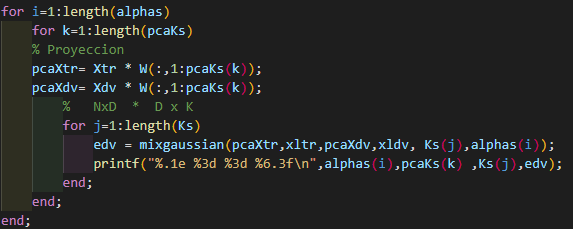 for i=1:length(alphas)
    for k=1:length(pcaKs)
    % Proyeccion
    pcaXtr= Xtr * W(:,1:pcaKs(k));
    pcaXdv= Xdv * W(:,1:pcaKs(k));
        %   NxD  *  D x K
        for j=1:length(Ks)
            edv = mixgaussian(pcaXtr,xltr,pcaXdv,xldv, Ks(j),alphas(i));
            printf("%.1e %3d %3d %6.3f\n",alphas(i),pcaKs(k) ,Ks(j),edv);
        end;
    end;
end;